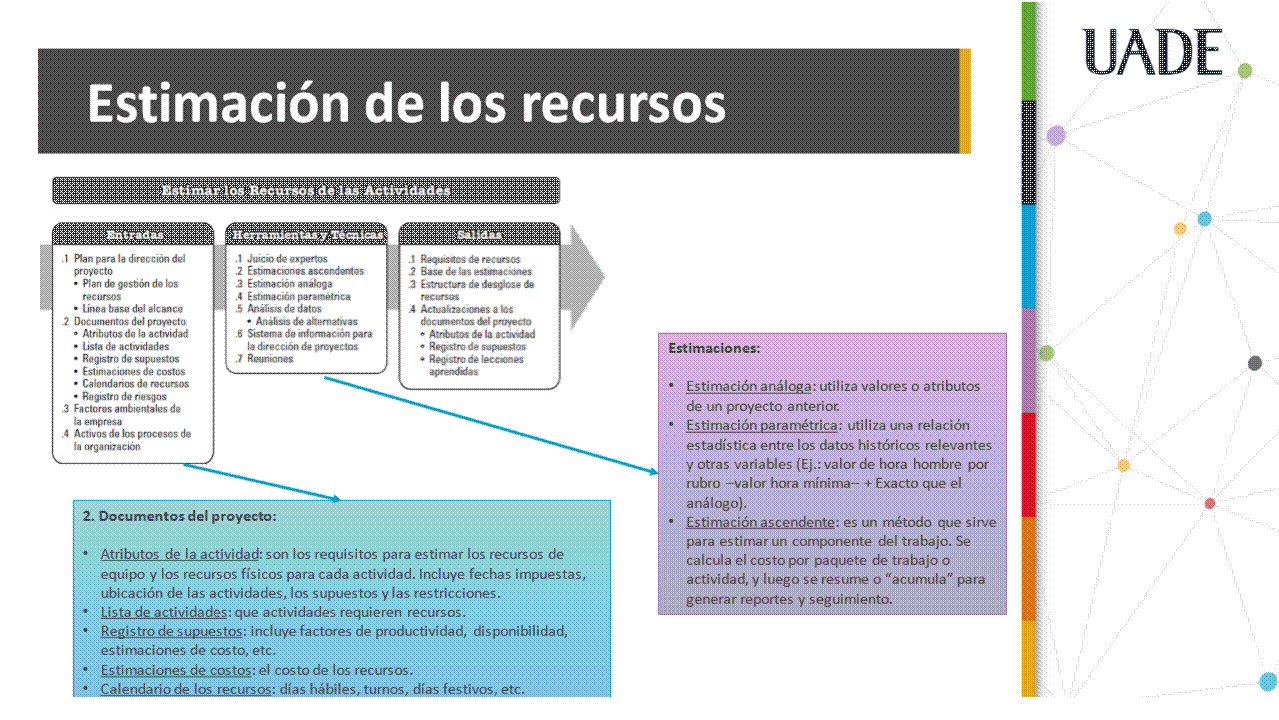 UADE
Estimación de los recursos
Estimar los Recursos de las Actividades
Entradas
.1 Plan para la dirección del
proyecto
• Plan de gestión de los
recursos
• Línea base del alcance
.2 Documentos del proyecto
• Atributos de la actividad
• Lista de actividades
• Registro de supuestos
• Estimaciones de costos
• Calendarios de recursos
• Registro de riesgos
.3 Factores ambientales de
la empresa
.4 Activos de los procesos de
la organización
Herramientas y Técnicas
.1 Juicio de expertos
.2 Estimaciones ascendentes
.3 Estimación análoga
.4 Estimación paramétrica
.5 Análisis de datos
• Análisis de alternativas
.6 Sistema de información para
la dirección de proyectos
.7 Reuniones
Salidas
.1 Requisitos de recursos
.2 Base de las estimaciones
.3 Estructura de desglose de
recursos
.4 Actualizaciones a los
documentos del proyecto
• Atributos de la actividad
• Registro de supuestos
• Registro de lecciones
aprendidas
Estimaciones:
• Estimación análoga: utiliza valores o atributos
de un proyecto anterior.
• Estimación paramétrica: utiliza una relación
estadística entre los datos históricos relevantes
y otras variables (Ej.: valor de hora hombre por
rubro –valor hora mínima– + Exacto que el
análogo).
• Estimación ascendente: es un método que sirve
para estimar un componente del trabajo. Se
calcula el costo por paquete de trabajo o
actividad, y luego se resume o “acumula” para
generar reportes y seguimiento.
2. Documentos del proyecto:
• Atributos de la actividad: son los requisitos para estimar los recursos de
equipo y los recursos físicos para cada actividad. Incluye fechas impuestas,
ubicación de las actividades, los supuestos y las restricciones.
• Lista de actividades: que actividades requieren recursos.
• Registro de supuestos: incluye factores de productividad, disponibilidad,
estimaciones de costo, etc.
• Estimaciones de costos: el costo de los recursos.
• Calendario de los recursos: días hábiles, turnos, días festivos, etc.